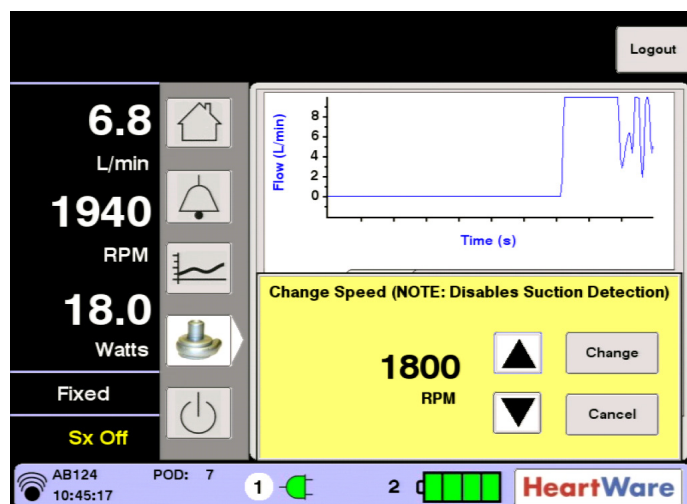 Logout
6.8
L/min
1940
RPM
18.0
Watts
Fixed
Sx Off
Flow (L/min)
8
6
4
2
0
Time (s)
Change Speed (NOTE: Disables Suction Detection)
1800
RPM
Change
Cancel
AB124 POD: 7
10:45:17
1
2
HeartWare